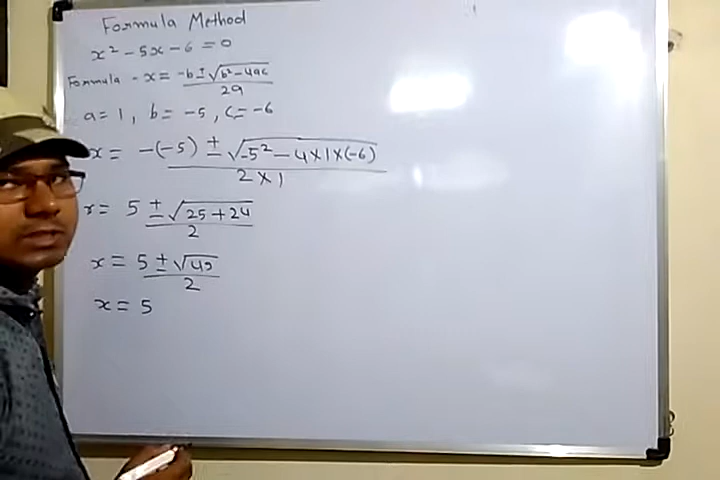 Formula Method
x² - 5x - 6 = 0
Formula - x = -b ± √b² - 4ac / 2a
a = 1, b = -5, c = -6
x = -(-5) ± √-5² - 4×1×(-6) / 2×1
x = 5 ± √25 + 24 / 2
x = 5 ± √49 / 2
x = 5